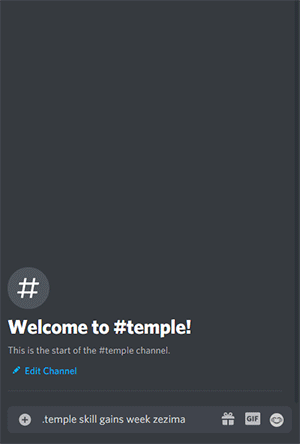 Welcome to #temple!
This is the start of the #temple channel.
Edit Channel
.temple skill gains week zezima
GIF